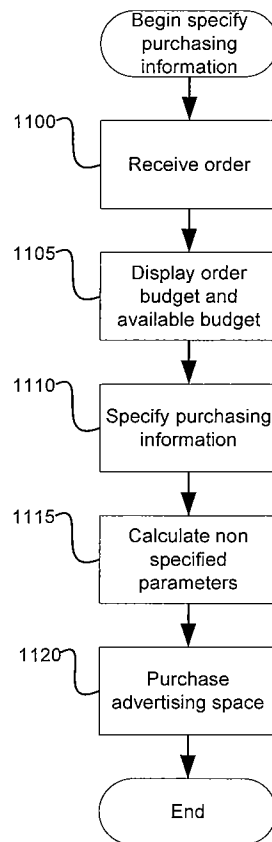 Begin specify
purchasing
information
1100
Receive order
1105
Display order
budget and
available budget
1110
Specify purchasing
information
1115
Calculate non
specified
parameters
1120
Purchase
advertising space
End